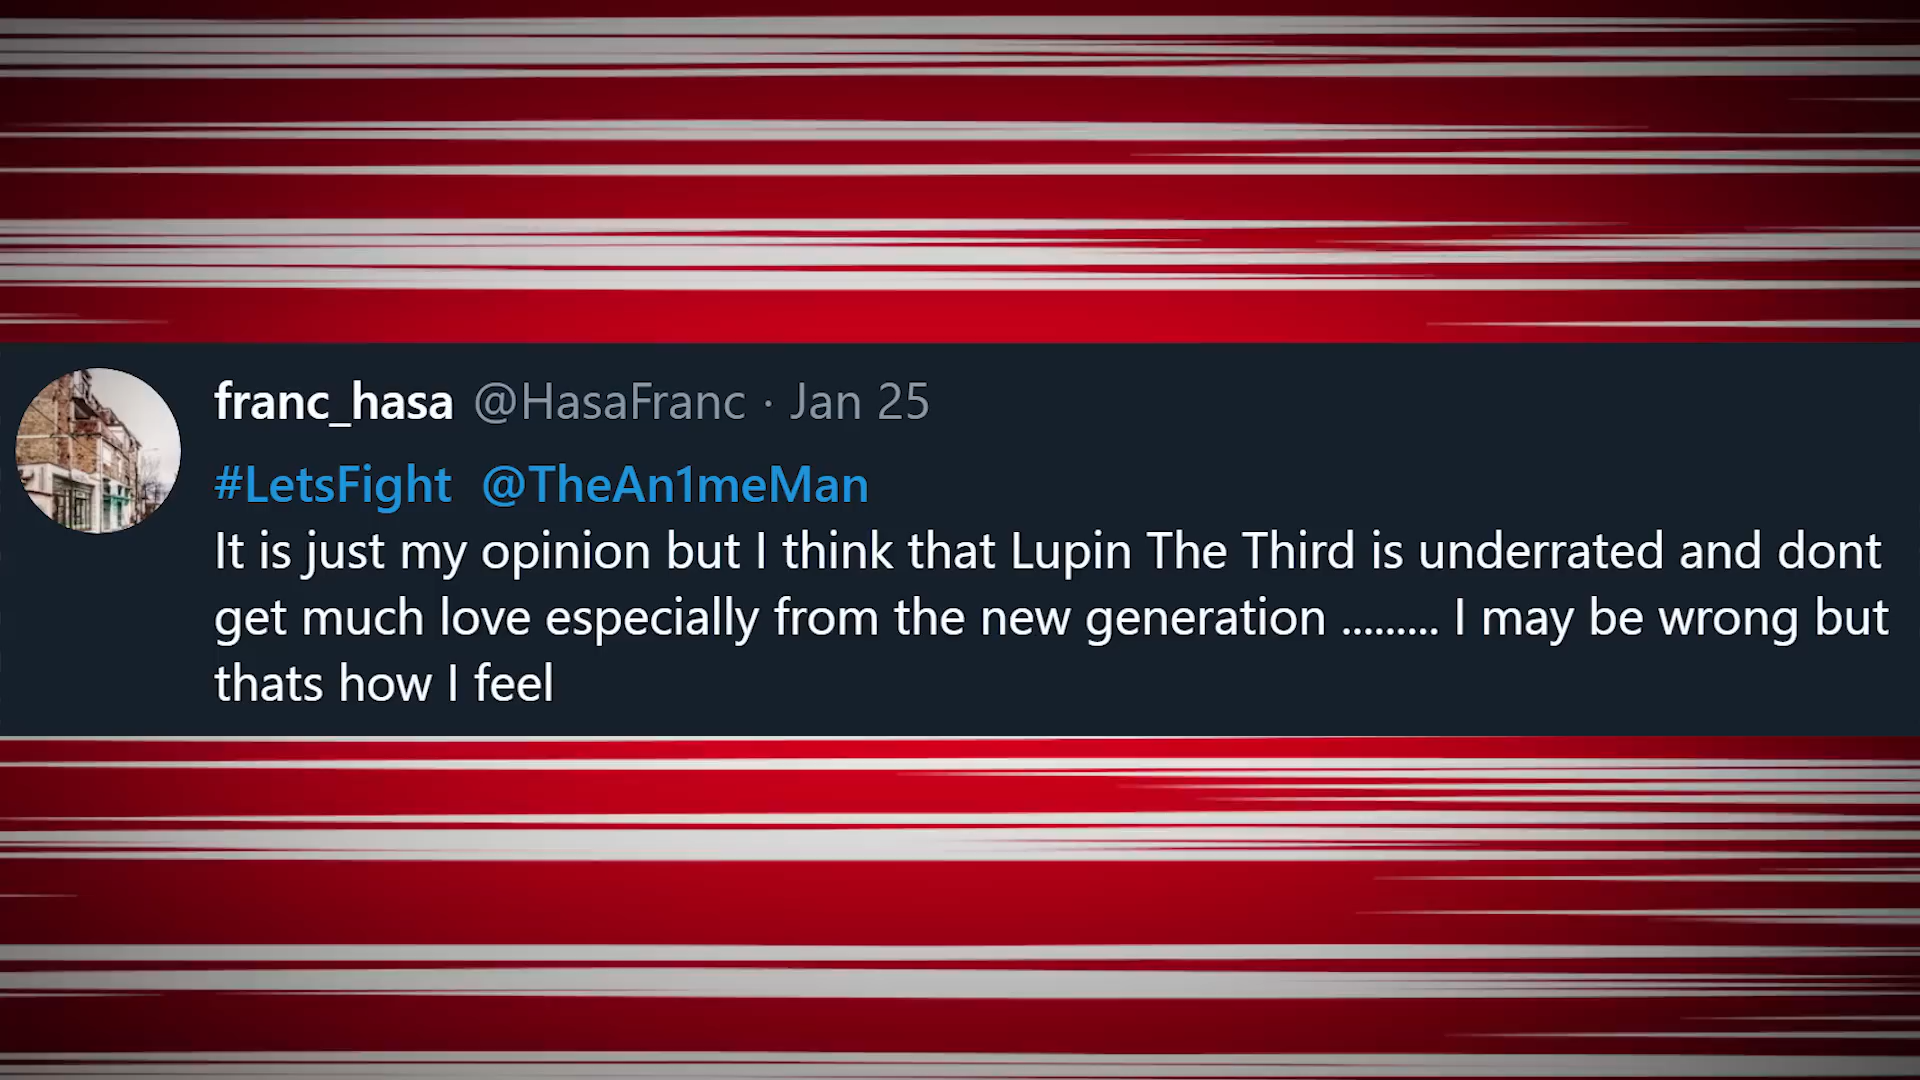 franc_hasa @HasaFranc · Jan 25
#LetsFight @TheAn1meMan
It is just my opinion but I think that Lupin The Third is underrated and dont
get much love especially from the new generation ......... I may be wrong but
thats how I feel